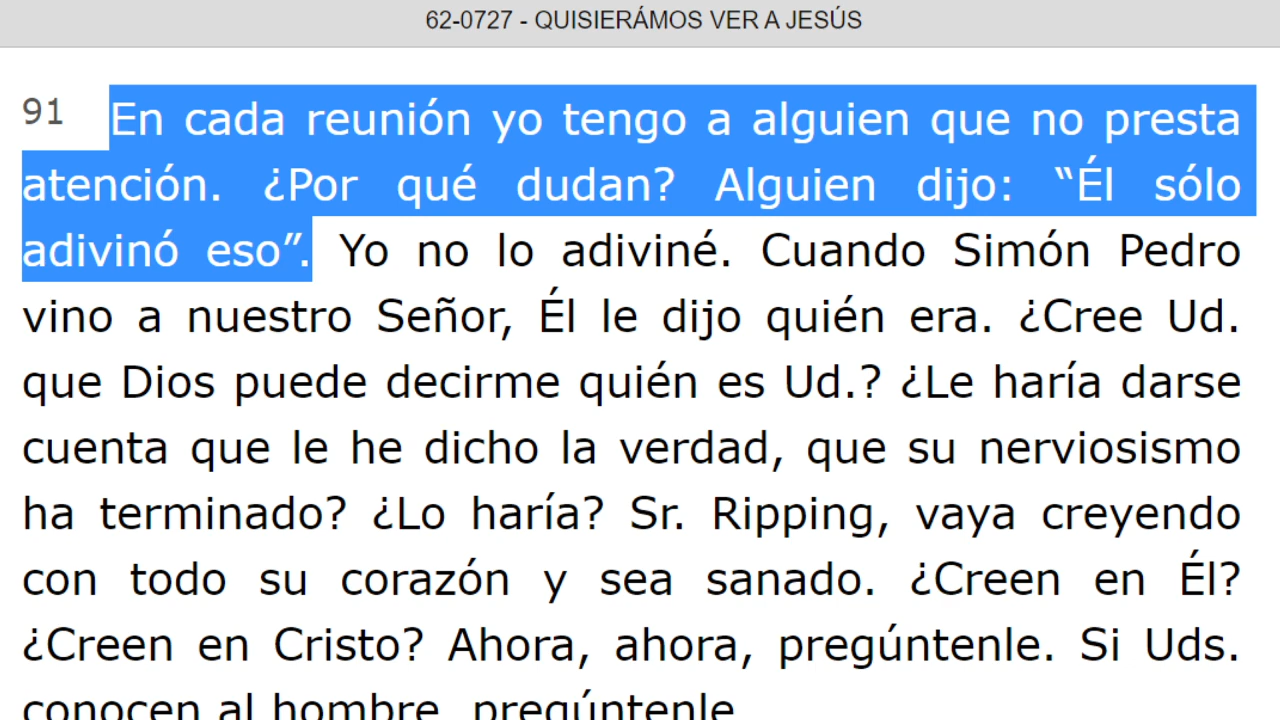 62-0727 - QUISIERÁMOS VER A JESÚS
91 En cada reunión yo tengo a alguien que no presta
atención. ¿Por qué dudan? Alguien dijo: “Él sólo
adivinó eso”. Yo no lo adiviné. Cuando Simón Pedro
vino a nuestro Señor, Él le dijo quién era. ¿Cree Ud.
que Dios puede decirme quién es Ud.? ¿Le haría darse
cuenta que le he dicho la verdad, que su nerviosismo
ha terminado? ¿Lo haría? Sr. Ripping, vaya creyendo
con todo su corazón y sea sanado. ¿Creen en Él?
¿Creen en Cristo? Ahora, ahora, pregúntenle. Si Uds.
conocen al hombre, pregúntenle